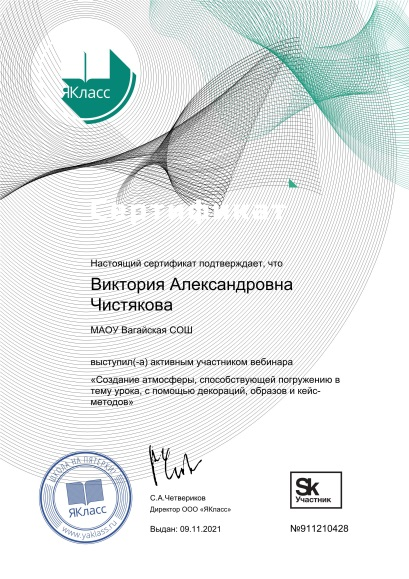 ЯКласс
Сертификат
Настоящий сертификат подтверждает, что
Виктория Александровна
Чистякова
МАОУ Вагайская СОШ
выступил(-а) активным участником вебинара
«Создание атмосферы, способствующей погружению в
тему урока, с помощью декораций, образов и кейс-
методов»
ШКОЛА НА ПЯТЕРКУ!
ЯКласс
www.yaklass.ru
С.А.Четвериков
Директор ООО «ЯКласс»
Выдан: 09.11.2021
Sk
Участник
№911210428